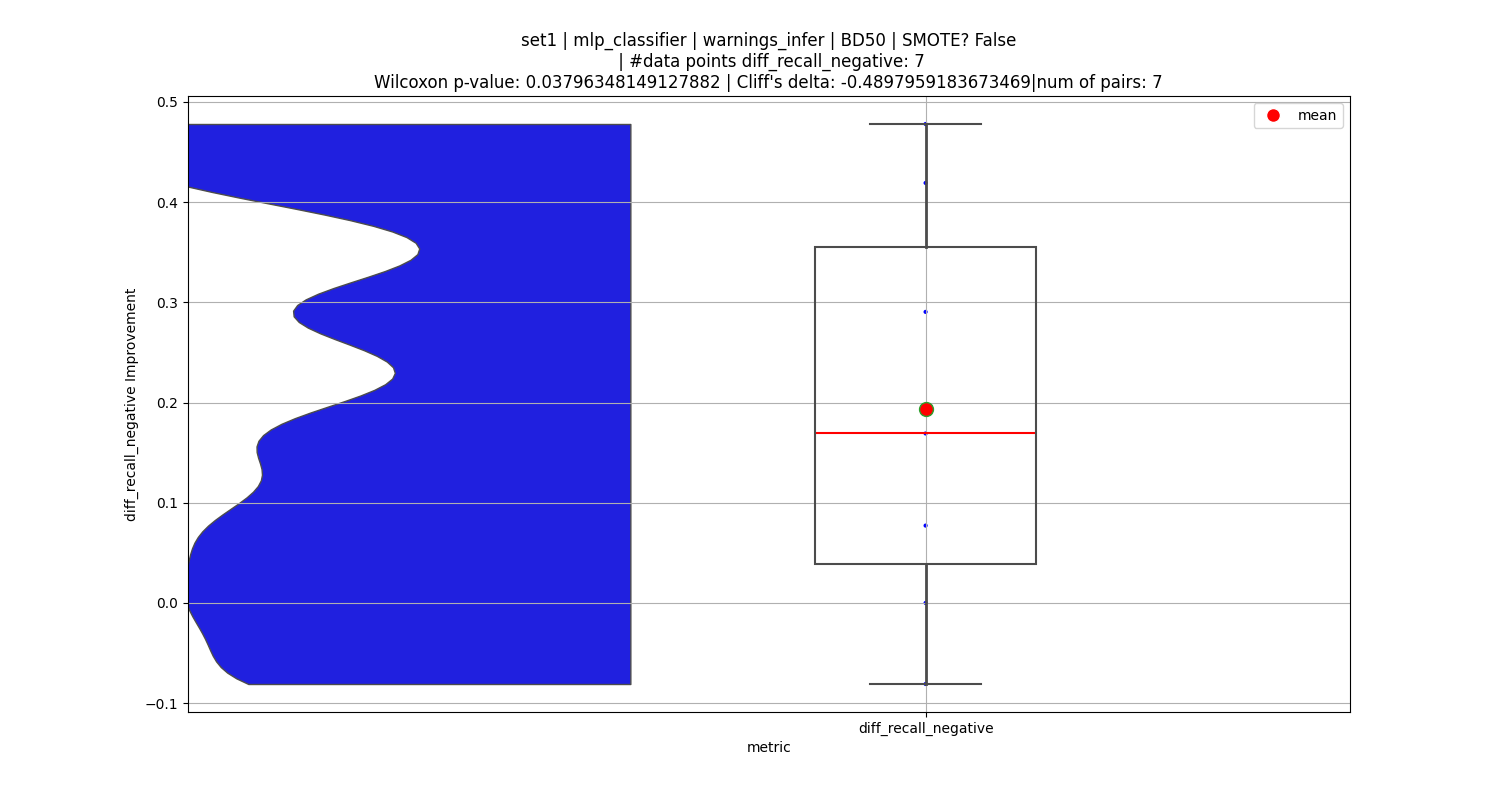 set1 | mlp_classifier | warnings_infer | BD50 | SMOTE? False
| #data points diff_recall_negative: 7
Wilcoxon p-value: 0.03796348149127882 | Cliff's delta: -0.4897959183673469|num of pairs: 7
mean
diff_recall_negative Improvement
0.5
0.4
0.3
0.2
0.1
0.0
−0.1
diff_recall_negative
metric